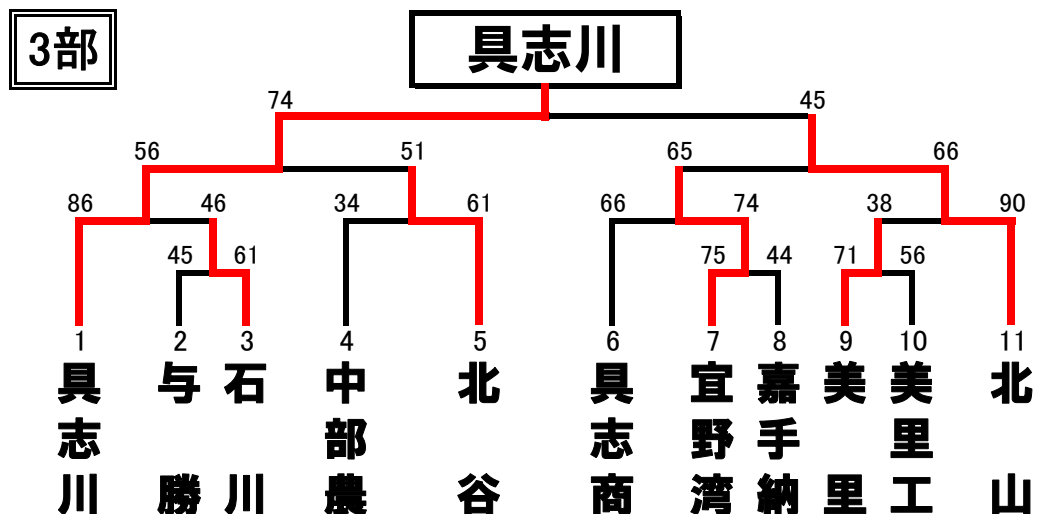 3部
具志川
74 45
56 51 65 66
86 46 34 61 66 74 38 90
45 61 75 44 71 56
1 2 3 4 5 6 7 8 9 10 11
具志川
与勝
石川
中部農
北谷
具志商
宜野湾
嘉手納
美里
美里工
北山